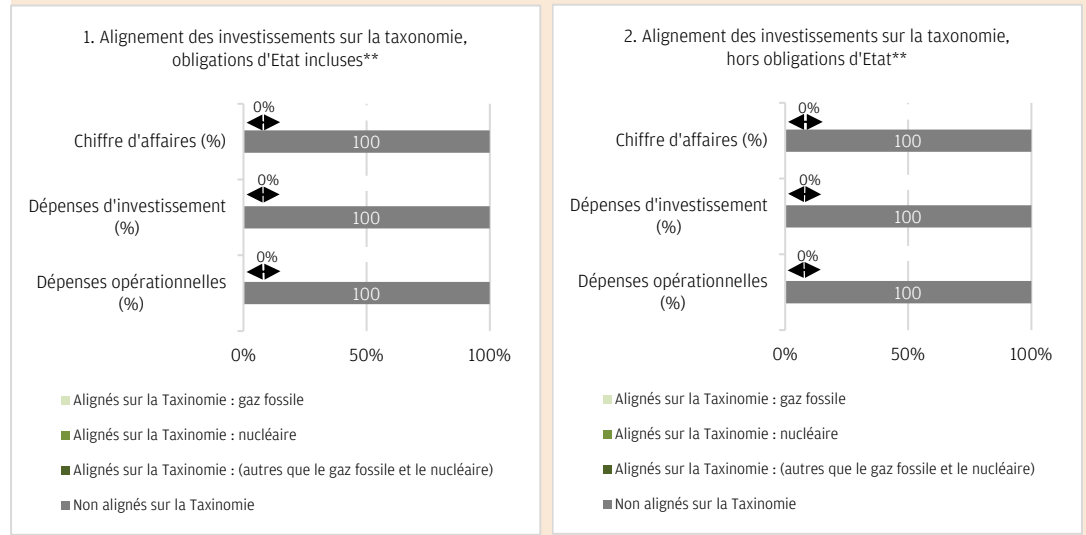 1. Alignement des investissements sur la taxonomie,
obligations d'Etat incluses**
0%
Chiffre d'affaires (%)
100
0%
Dépenses d'investissement
(%)
100
0%
Dépenses opérationnelles
(%)
100
0%
50%
100%
Alignés sur la Taxinomie : gaz fossile
Alignés sur la Taxinomie : nucléaire
Alignés sur la Taxinomie : (autres que le gaz fossile et le nucléaire)
Non alignés sur la Taxinomie
2. Alignement des investissements sur la taxonomie,
hors obligations d'Etat**
0%
Chiffre d'affaires (%)
100
0%
Dépenses d'investissement
(%)
100
0%
Dépenses opérationnelles
(%)
100
0%
50%
100%
Alignés sur la Taxinomie : gaz fossile
Alignés sur la Taxinomie : nucléaire
Alignés sur la Taxinomie : (autres que le gaz fossile et le nucléaire)
Non alignés sur la Taxinomie